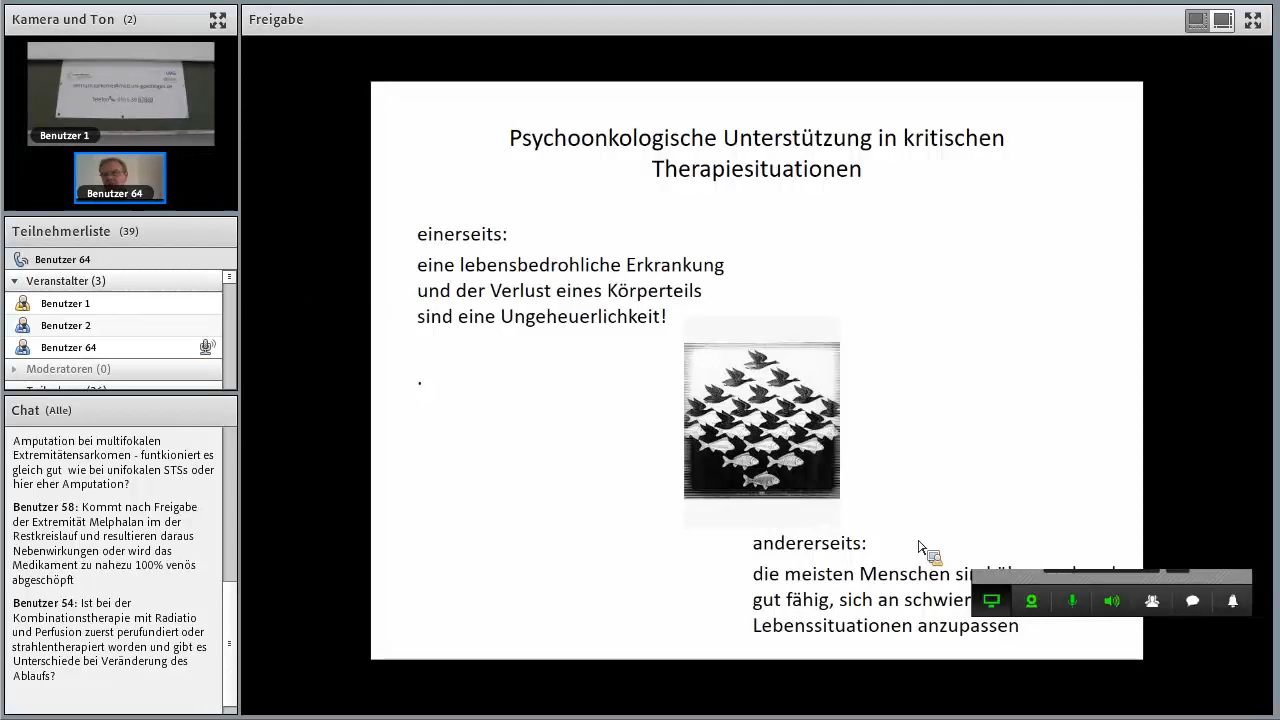 Kamera und Ton (2)
Benutzer 1
Benutzer 64
Teilnehmerliste (39)
Benutzer 64
Veranstalter (3)
Benutzer 1
Benutzer 2
Benutzer 64
Moderatoren (0)
Chat (Alle)
Amputation bei multifokalen
Extremitätensarkomen - funtkioniert es
gleich gut wie bei unifokalen STSs oder
hier eher Amputation?
Benutzer 58: Kommt nach Freigabe
der Extremität Melphalan im der
Restkreislauf und resultieren daraus
Nebenwirkungen oder wird das
Medikament zu nahezu 100% venös
abgeschöpft
Benutzer 54: Ist bei der
Kombinationstherapie mit Radiatio
und Perfusion zuerst perufundiert oder
strahlentherapiert worden und gibt es
Unterschiede bei Veränderung des
Ablaufs?
Freigabe
Psychoonkologische Unterstützung in kritischen
Therapiesituationen
einerseits:
eine lebensbedrohliche Erkrankung
und der Verlust eines Körperteils
sind eine Ungeheuerlichkeit!
.
andererseits:
die meisten Menschen
gut fähig, sich an
Lebenssituationen anzupassen